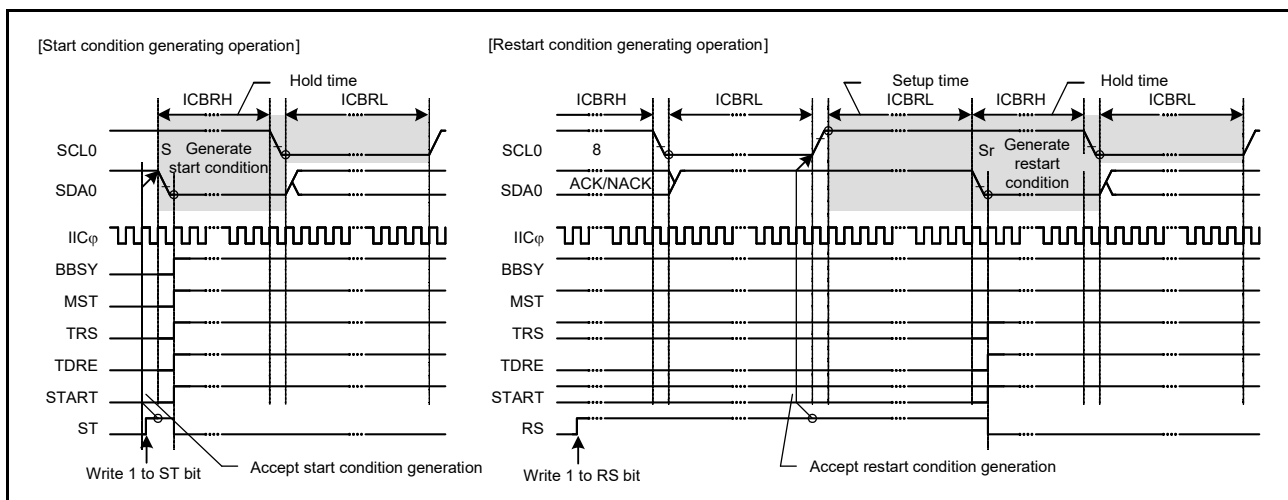 [Start condition generating operation]
Hold time
ICBRH
ICBRL
SCL0
S
Generate
start condition
SDA0
IICφ
BBSY
MST
TRS
TDRE
START
ST
Write 1 to ST bit
Accept start condition generation
[Restart condition generating operation]
Setup time
Hold time
ICBRH
ICBRL
ICBRL
ICBRH
ICBRL
SCL0
8
Sr
Generate
restart
condition
SDA0
ACK/NACK
IICφ
BBSY
MST
TRS
TDRE
START
RS
Write 1 to RS bit
Accept restart condition generation